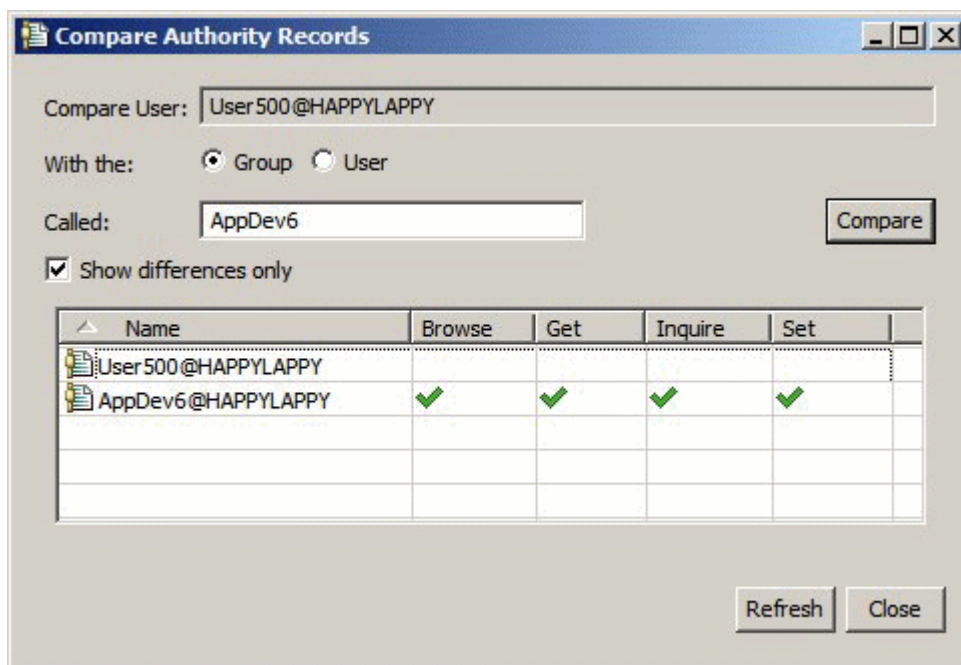 Compare Authority Records
Compare User: User500@HAPPYLAPPY
With the: Group User
Called: AppDev6 Compare
Show differences only
Name Browse Get Inquire Set
User500@HAPPYLAPPY
AppDev6@HAPPYLAPPY
Refresh Close